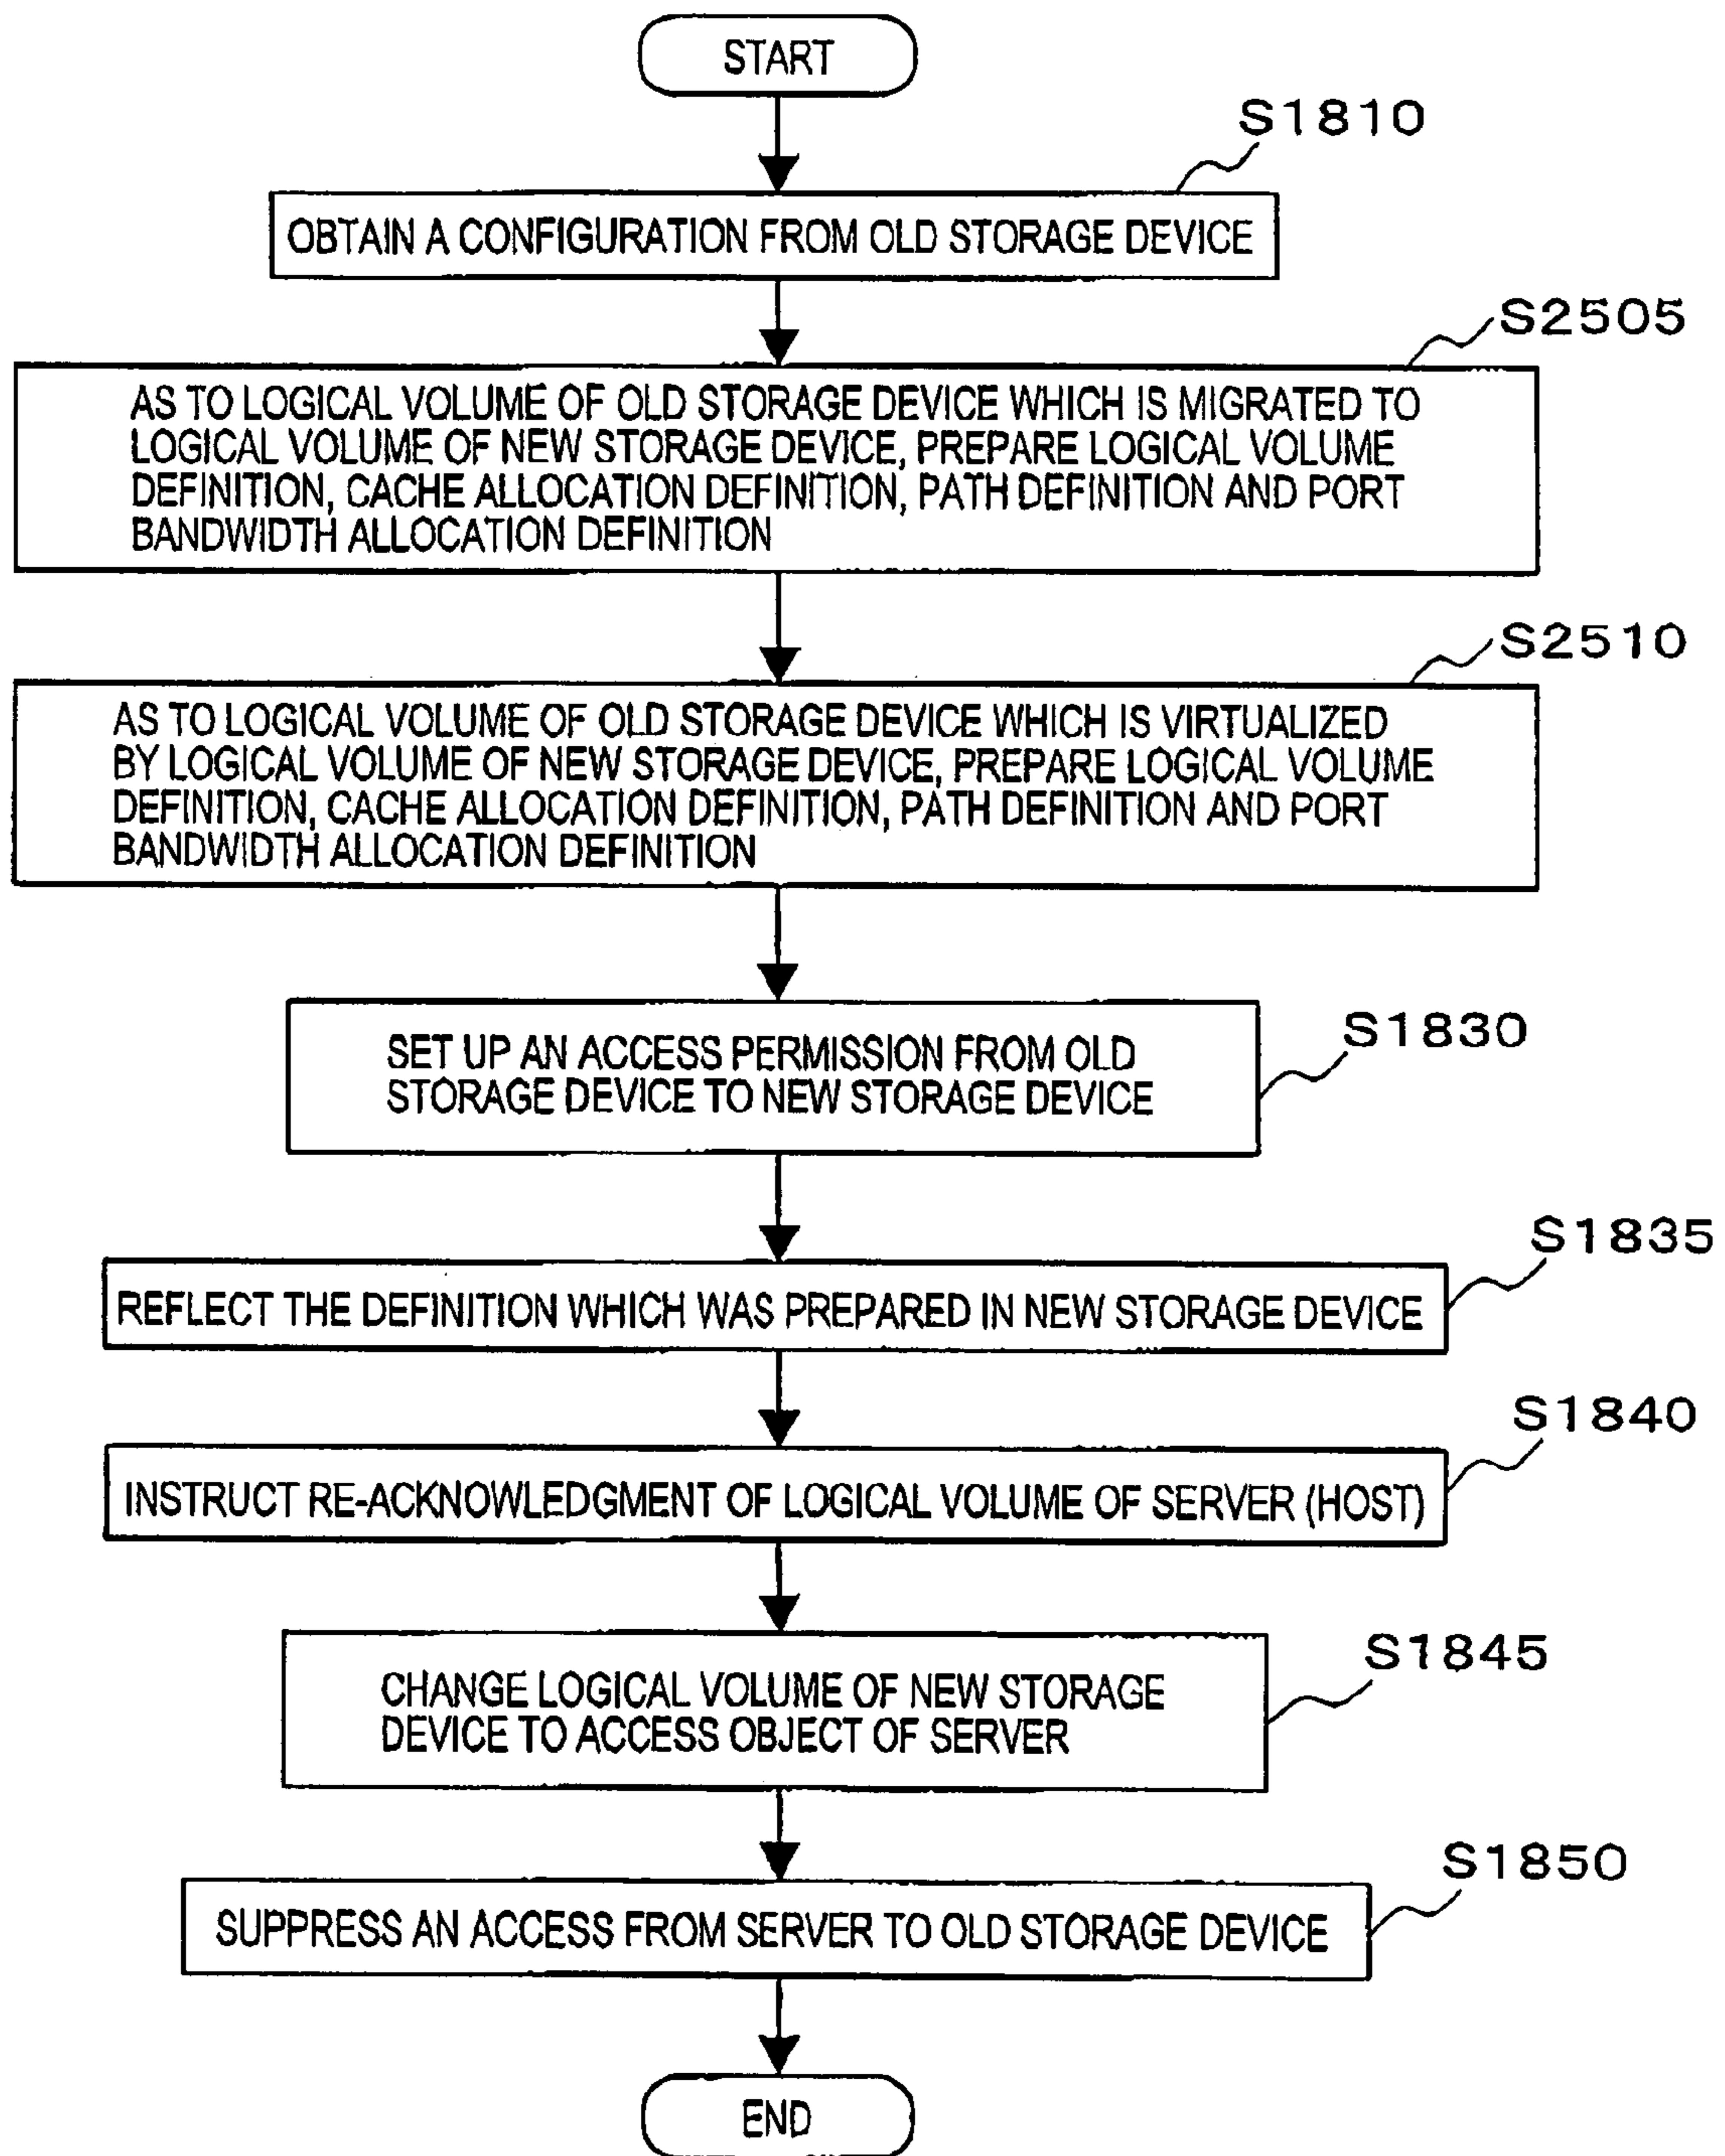 START
S1810
OBTAIN A CONFIGURATION FROM OLD STORAGE DEVICE
S2505
AS TO LOGICAL VOLUME OF OLD STORAGE DEVICE WHICH IS MIGRATED TO
LOGICAL VOLUME OF NEW STORAGE DEVICE, PREPARE LOGICAL VOLUME
DEFINITION, CACHE ALLOCATION DEFINITION, PATH DEFINITION AND PORT
BANDWIDTH ALLOCATION DEFINITION
S2510
AS TO LOGICAL VOLUME OF OLD STORAGE DEVICE WHICH IS VIRTUALIZED
BY LOGICAL VOLUME OF NEW STORAGE DEVICE, PREPARE LOGICAL VOLUME
DEFINITION, CACHE ALLOCATION DEFINITION, PATH DEFINITION AND PORT
BANDWIDTH ALLOCATION DEFINITION
S1830
SET UP AN ACCESS PERMISSION FROM OLD
STORAGE DEVICE TO NEW STORAGE DEVICE
S1835
REFLECT THE DEFINITION WHICH WAS PREPARED IN NEW STORAGE DEVICE
S1840
INSTRUCT RE-ACKNOWLEDGMENT OF LOGICAL VOLUME OF SERVER (HOST)
S1845
CHANGE LOGICAL VOLUME OF NEW STORAGE
DEVICE TO ACCESS OBJECT OF SERVER
S1850
SUPPRESS AN ACCESS FROM SERVER TO OLD STORAGE DEVICE
END